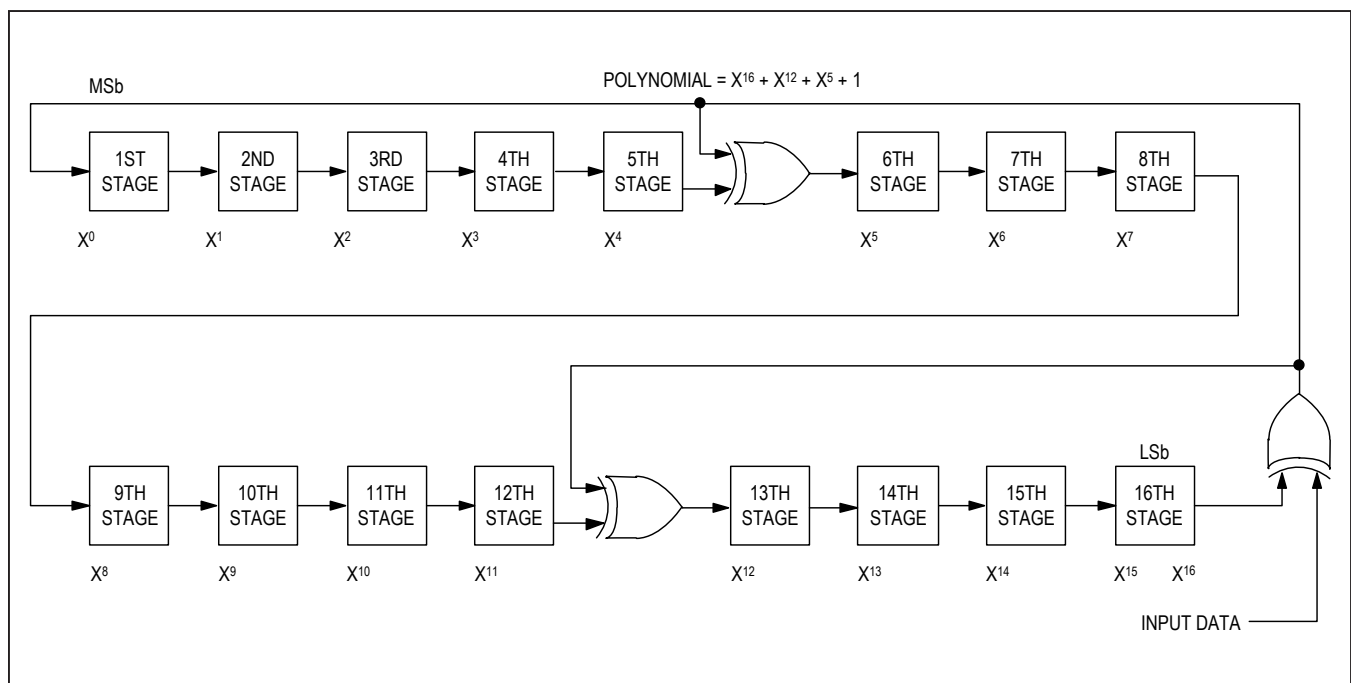 MSb
POLYNOMIAL = X¹⁶ + X¹² + X⁵ + 1
1ST STAGE
2ND STAGE
3RD STAGE
4TH STAGE
5TH STAGE
6TH STAGE
7TH STAGE
8TH STAGE
X⁰
X¹
X²
X³
X⁴
X⁵
X⁶
X⁷
LSb
9TH STAGE
10TH STAGE
11TH STAGE
12TH STAGE
13TH STAGE
14TH STAGE
15TH STAGE
16TH STAGE
X⁸
X⁹
X¹⁰
X¹¹
X¹²
X¹³
X¹⁴
X¹⁵
X¹⁶
INPUT DATA